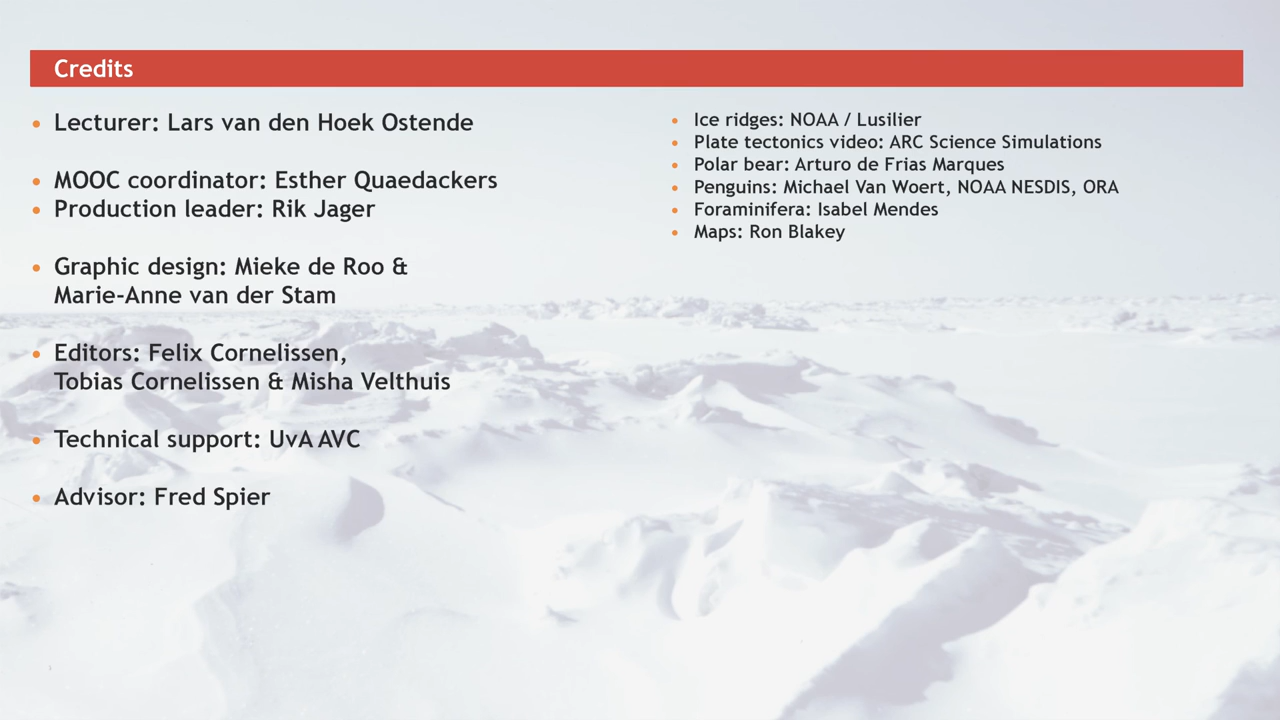 Credits
Lecturer: Lars van den Hoek Ostende
MOOC coordinator: Esther Quaedackers
Production leader: Rik Jager
Graphic design: Mieke de Roo &
Marie-Anne van der Stam
Editors: Felix Cornelissen,
Tobias Cornelissen & Misha Velthuis
Technical support: UvA AVC
Advisor: Fred Spier
Ice ridges: NOAA / Lusilier
Plate tectonics video: ARC Science Simulations
Polar bear: Arturo de Frias Marques
Penguins: Michael Van Woert, NOAA NESDIS, ORA
Foraminifera: Isabel Mendes
Maps: Ron Blakey